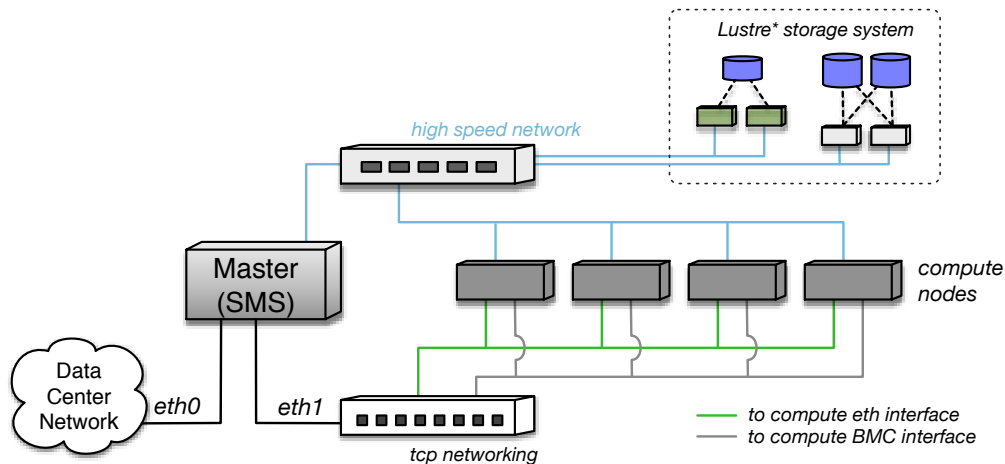 Lustre* storage system
high speed network
Master
(SMS)
compute
nodes
Data
Center
Network
eth0
eth1
tcp networking
to compute eth interface
to compute BMC interface